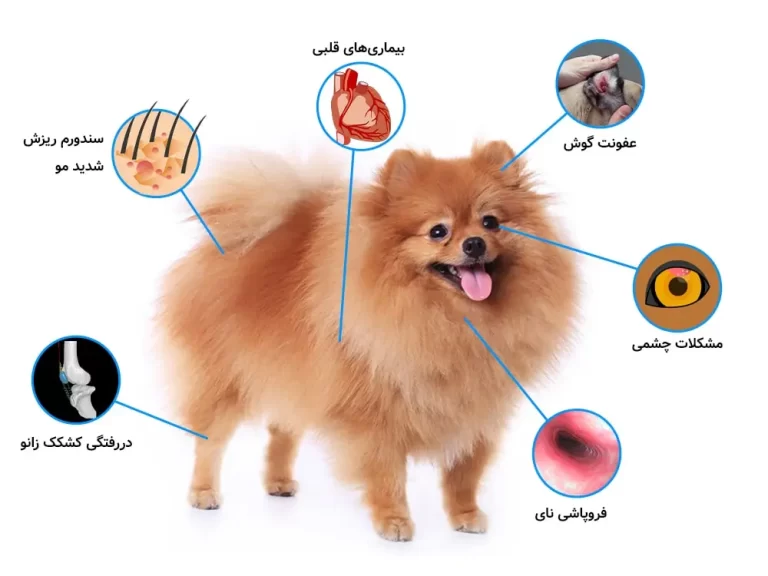 بیماری‌های قلبی
عفونت گوش
سندورم ریزش
شدید مو
مشکلات چشمی
دررفتگی کشکک زانو
فروپاشی نای